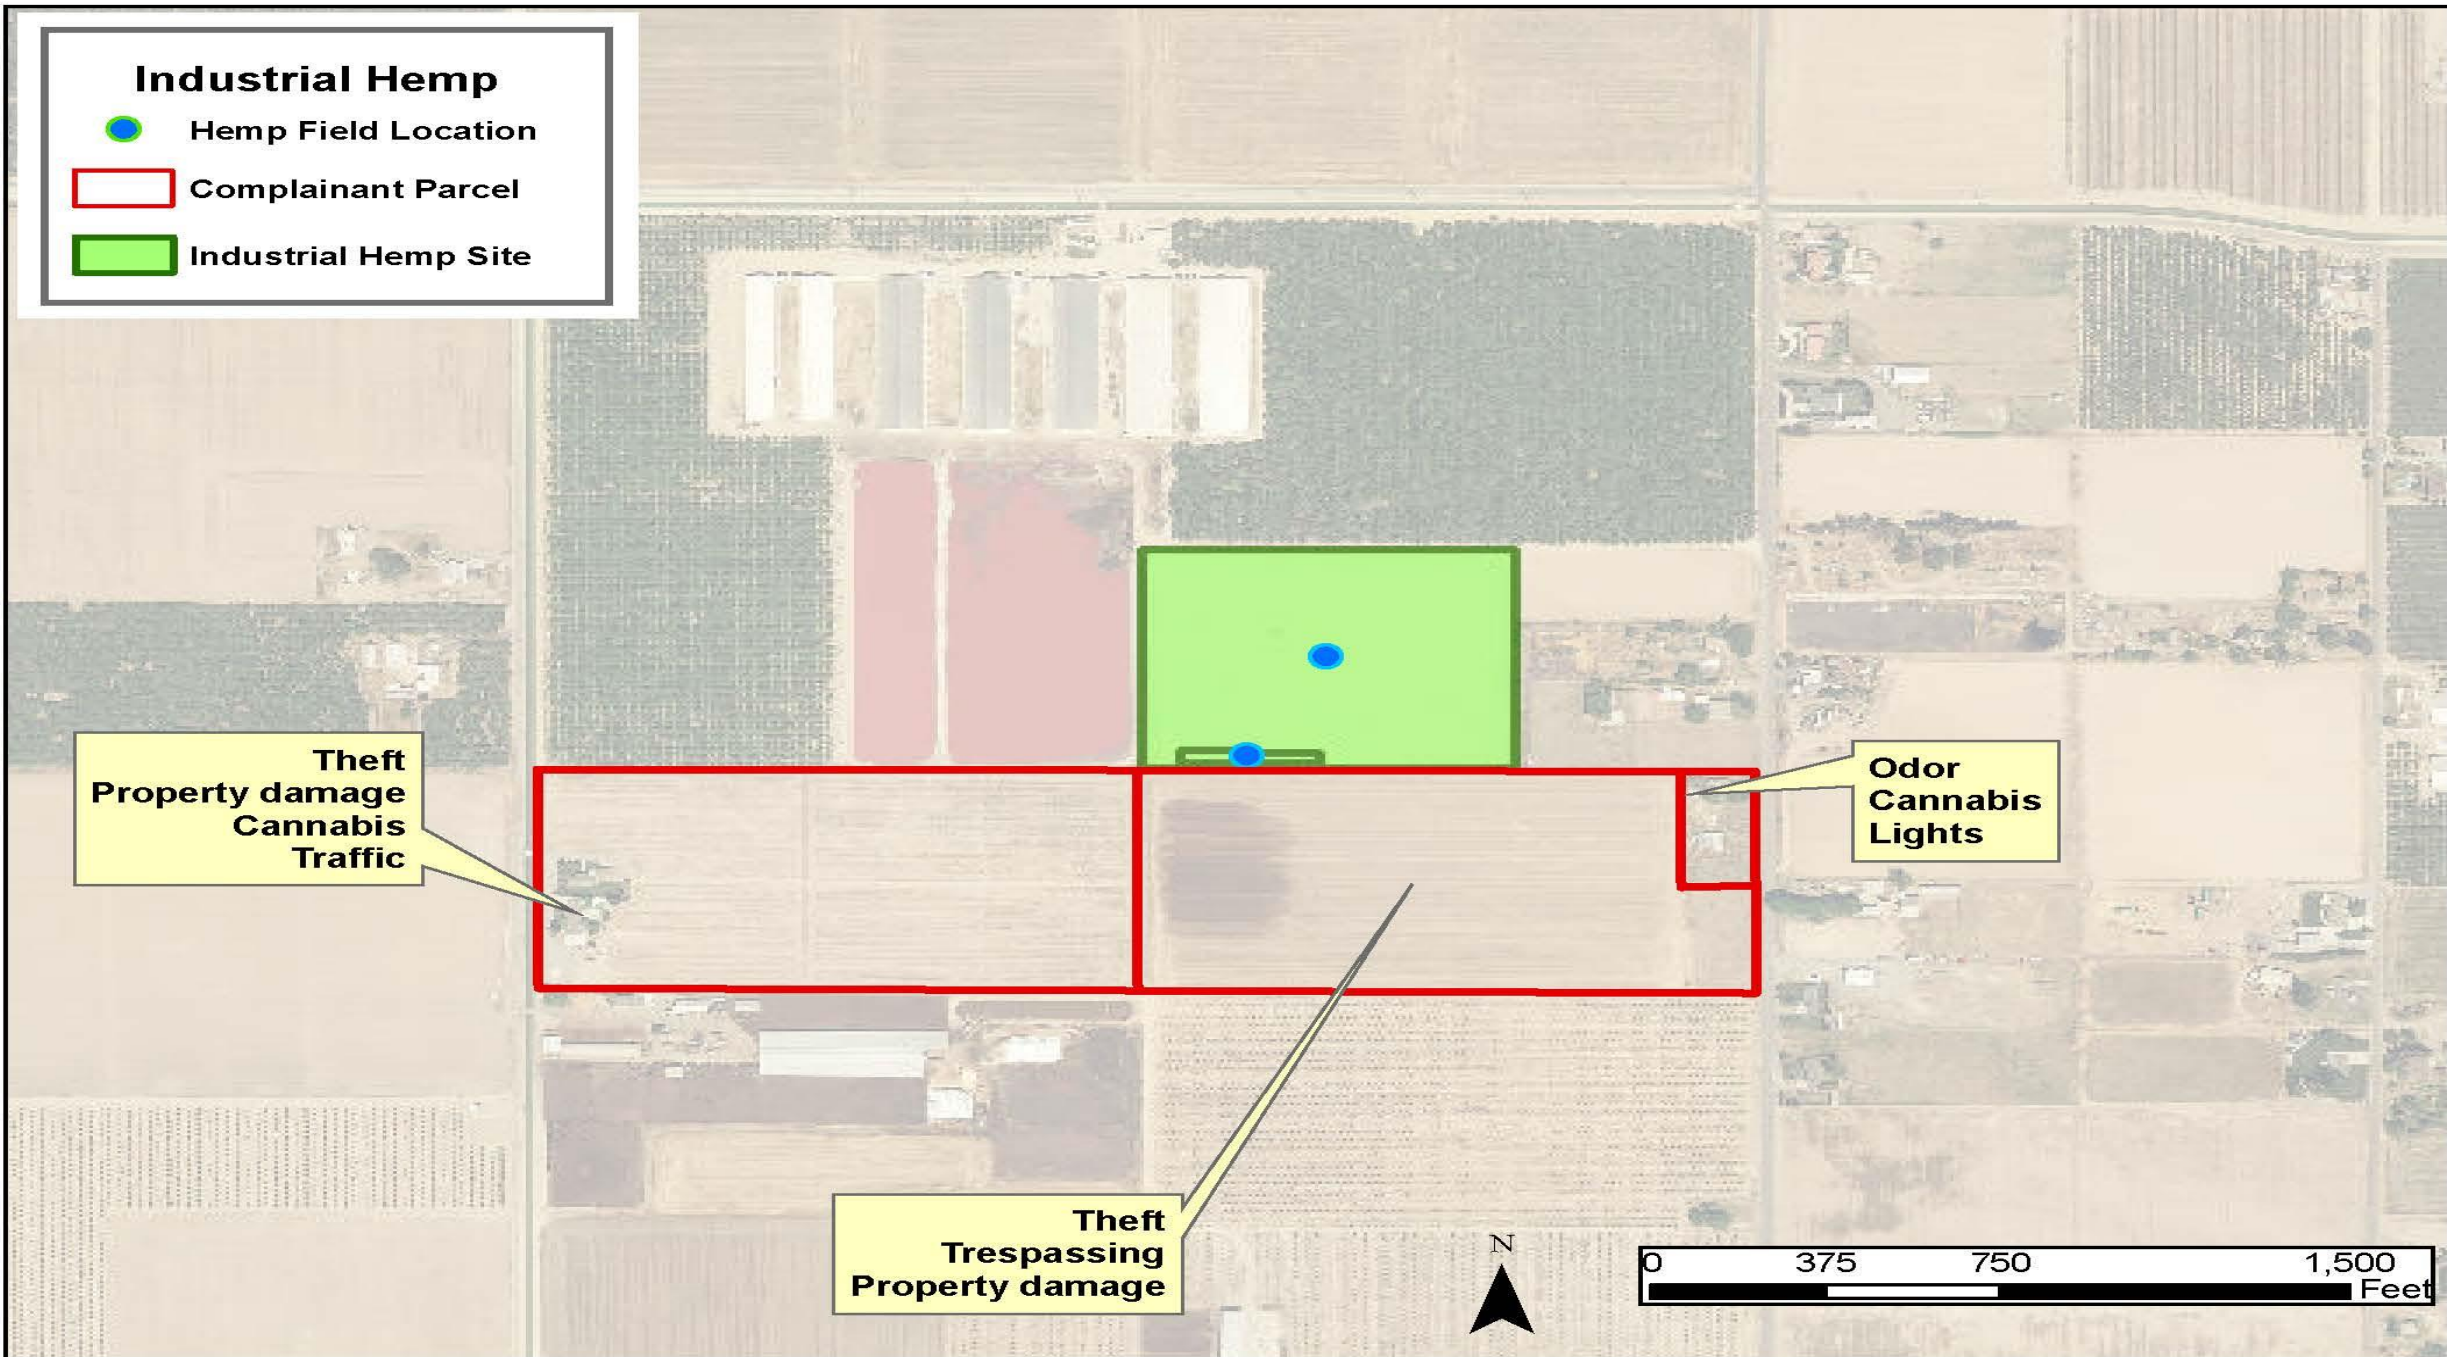 Industrial Hemp
Hemp Field Location
Complainant Parcel
Industrial Hemp Site
Theft
Property damage
Cannabis
Traffic
Odor
Cannabis
Lights
Theft
Trespassing
Property damage
N
0 375 750 1,500
Feet